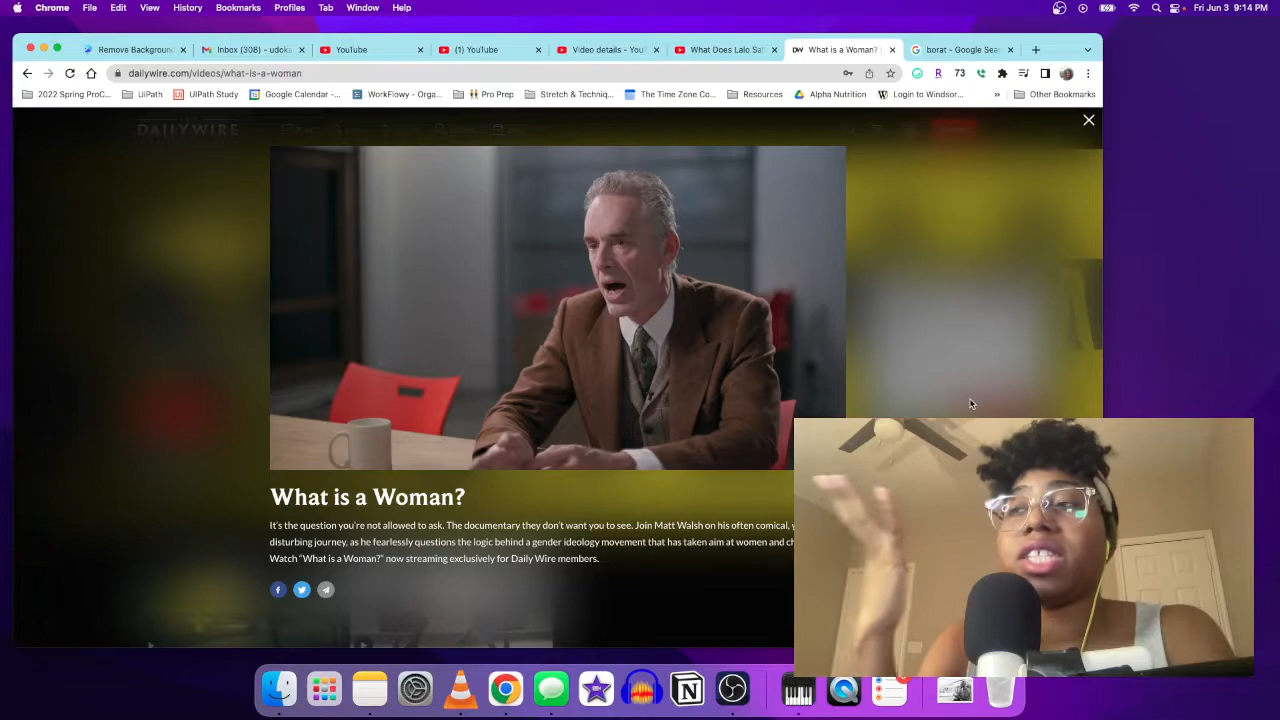 Chrome File Edit View History Bookmarks Profiles Tab Window Help Fri Jun 3 9:14 PM
Remove Backgroun Inbox (308) - udoka YouTube (1) YouTube Video details - You What Does Lalo Sal What is a Woman? borat - Google Sea
dailywire.com/videos/what-is-a-woman 73
2022 Spring ProC... UiPath UIPath Study Google Calendar -... WorkFlowy - Orga... Pro Prep Stretch & Techniq... The Time Zone Co... Resources Alpha Nutrition Login to Windsor... » Other Bookmarks
DAILYWIRE
What is a Woman?
It's the question you're not allowed to ask. The documentary they don't want you to see. Join Matt Walsh on his often comical,
disturbing journey, as he fearlessly questions the logic behind a gender ideology movement that has taken aim at women and ch
Watch "What is a Woman?" now streaming exclusively for Daily Wire members.